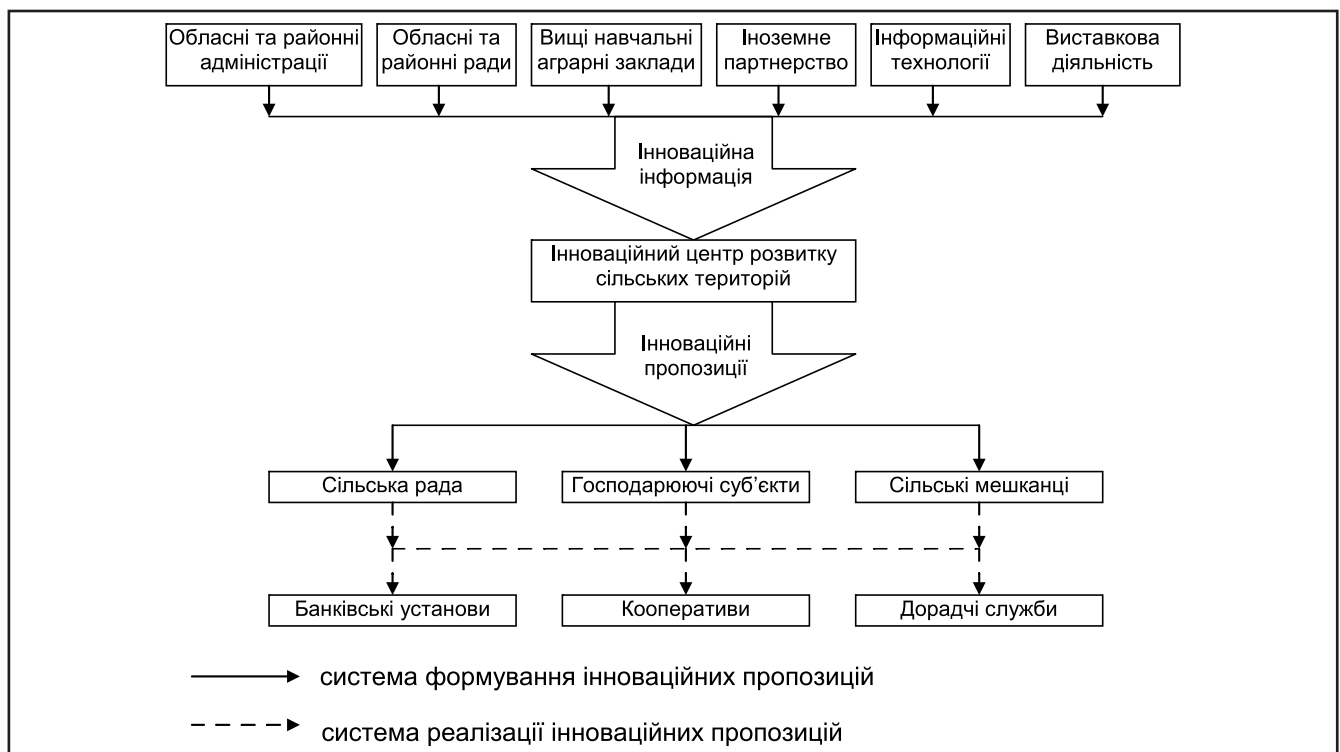 Обласні та районні
адміністрації
Обласні та
районні ради
Вищі навчальні
аграрні заклади
Іноземне
партнерство
Інформаційні
технології
Виставкова
діяльність
Інноваційна
інформація
Інноваційний центр розвитку
сільських територій
Інноваційні
пропозиції
Сільська рада
Господарюючі суб’єкти
Сільські мешканці
Банківські установи
Кооперативи
Дорадчі служби
система формування інноваційних пропозицій
система реалізації інноваційних пропозицій